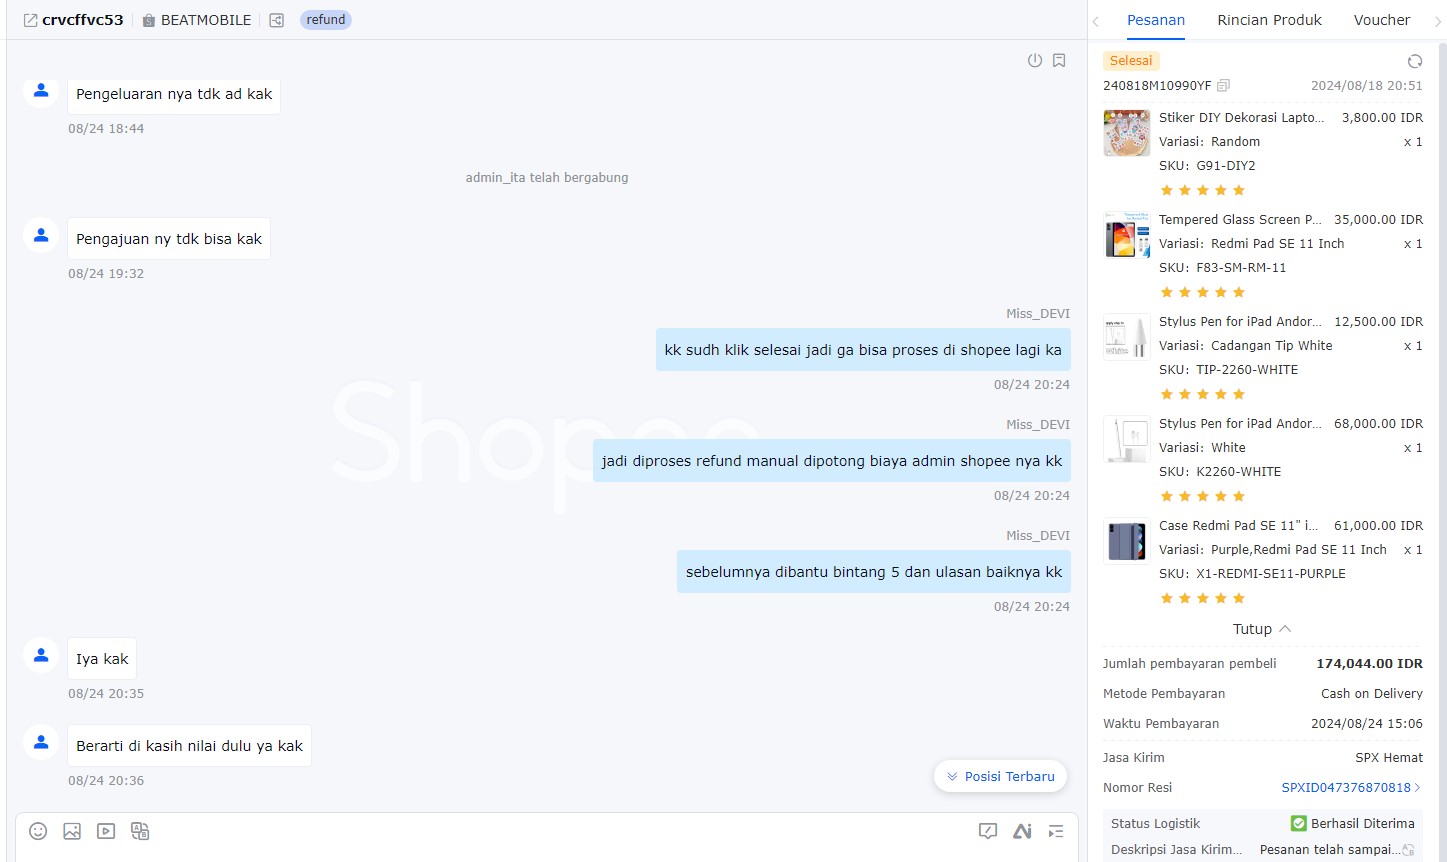 crvcffvc53 BEATMOBILE refund
Pengeluaran nya tdk ad kak
08/24 18:44
admin_ita telah bergabung
Pengajuan ny tdk bisa kak
08/24 19:32
Miss_DEVI
kk sudh klik selesai jadi ga bisa proses di shopee lagi ka
08/24 20:24
Miss_DEVI
jadi diproses refund manual dipotong biaya admin shopee nya kk
08/24 20:24
Miss_DEVI
sebelumnya dibantu bintang 5 dan ulasan baiknya kk
08/24 20:24
Iya kak
08/24 20:35
Berarti di kasih nilai dulu ya kak
08/24 20:36
Posisi Terbaru
Shopee
Pesanan Rincian Produk Voucher
Selesai
240818M10990YF 2024/08/18 20:51
Stiker DIY Dekorasi Lapto... 3,800.00 IDR
Variasi: Random x 1
SKU: G91-DIY2
Tempered Glass Screen P... 35,000.00 IDR
Variasi: Redmi Pad SE 11 Inch x 1
SKU: F83-SM-RM-11
Stylus Pen for iPad Andor... 12,500.00 IDR
Variasi: Cadangan Tip White x 1
SKU: TIP-2260-WHITE
Stylus Pen for iPad Andor... 68,000.00 IDR
Variasi: White x 1
SKU: K2260-WHITE
Case Redmi Pad SE 11" i... 61,000.00 IDR
Variasi: Purple,Redmi Pad SE 11 Inch x 1
SKU: X1-REDMI-SE11-PURPLE
Tutup
Jumlah pembayaran pembeli 174,044.00 IDR
Metode Pembayaran Cash on Delivery
Waktu Pembayaran 2024/08/24 15:06
Jasa Kirim SPX Hemat
Nomor Resi SPXID047376870818
Status Logistik Berhasil Diterima
Deskripsi Jasa Kirim... Pesanan telah sampai...